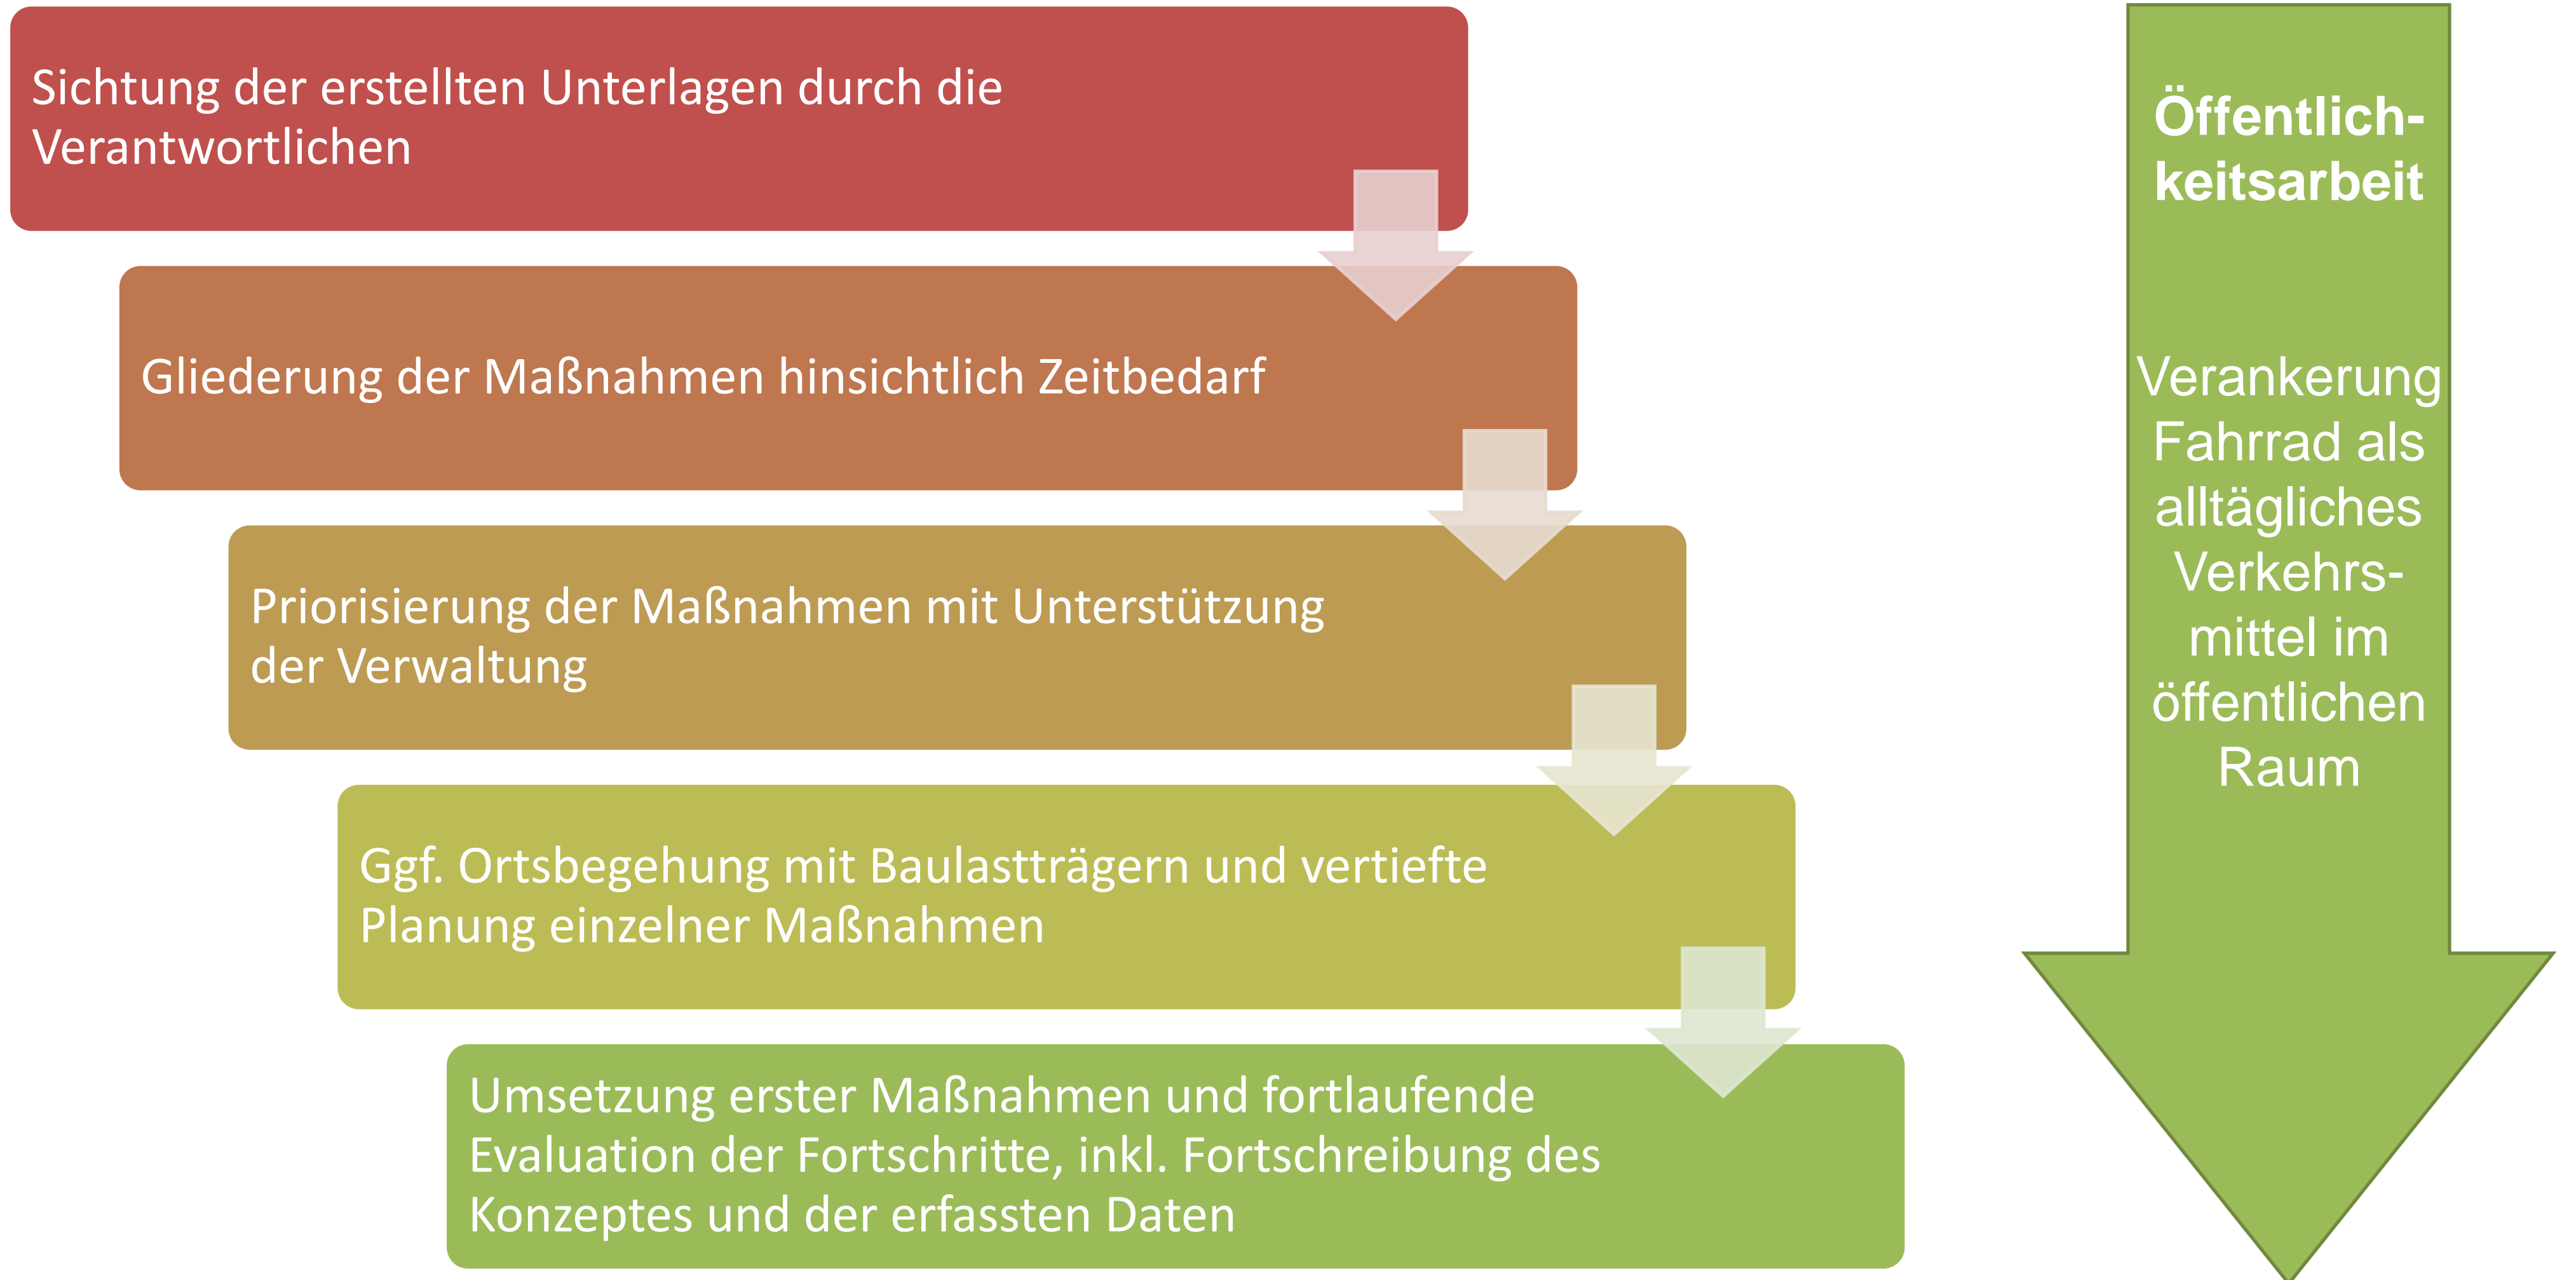 Sichtung der erstellten Unterlagen durch die
Verantwortlichen
Gliederung der Maßnahmen hinsichtlich Zeitbedarf
Priorisierung der Maßnahmen mit Unterstützung
der Verwaltung
Ggf. Ortsbegehung mit Baulastträgern und vertiefte
Planung einzelner Maßnahmen
Umsetzung erster Maßnahmen und fortlaufende
Evaluation der Fortschritte, inkl. Fortschreibung des
Konzeptes und der erfassten Daten
Öffentlich-
keitsarbeit
Verankerung
Fahrrad als
alltägliches
Verkehrs-
mittel im
öffentlichen
Raum